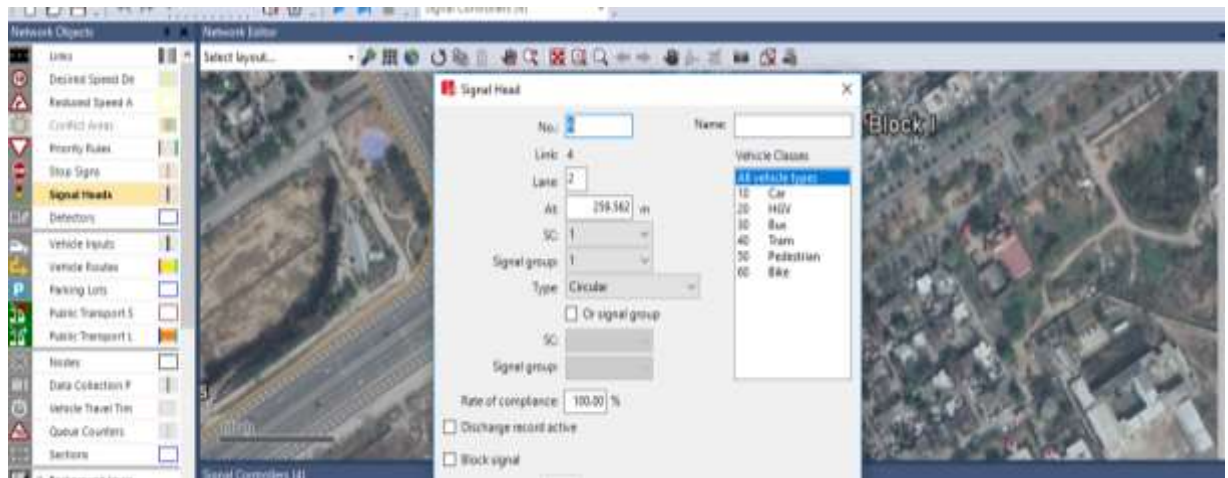 Signal Controllers (4)
Network Objects
Network Editor
Links
Select layout...
Desired Speed De
Reduced Speed A
Conflict Areas
Priority Rules
Stop Signs
Signal Heads
Detectors
Vehicle Inputs
Vehicle Routes
Parking Lots
Public Transport S
Public Transport L
Nodes
Data Collection P
Vehicle Travel Tim
Queue Counters
Sections
Signal Head
No.:
Name:
Link: 4
Vehicle Classes
Lane: 2
All vehicle types
10 Car
At: 259.562 m
20 HGV
30 Bus
SC: 1
40 Tram
50 Pedestrian
Signal group: 1
60 Bike
Type: Circular
Or signal group
SC:
Signal group:
Rate of compliance: 100.00 %
Discharge record active
Block signal
Block I
Signal Controllers (4)